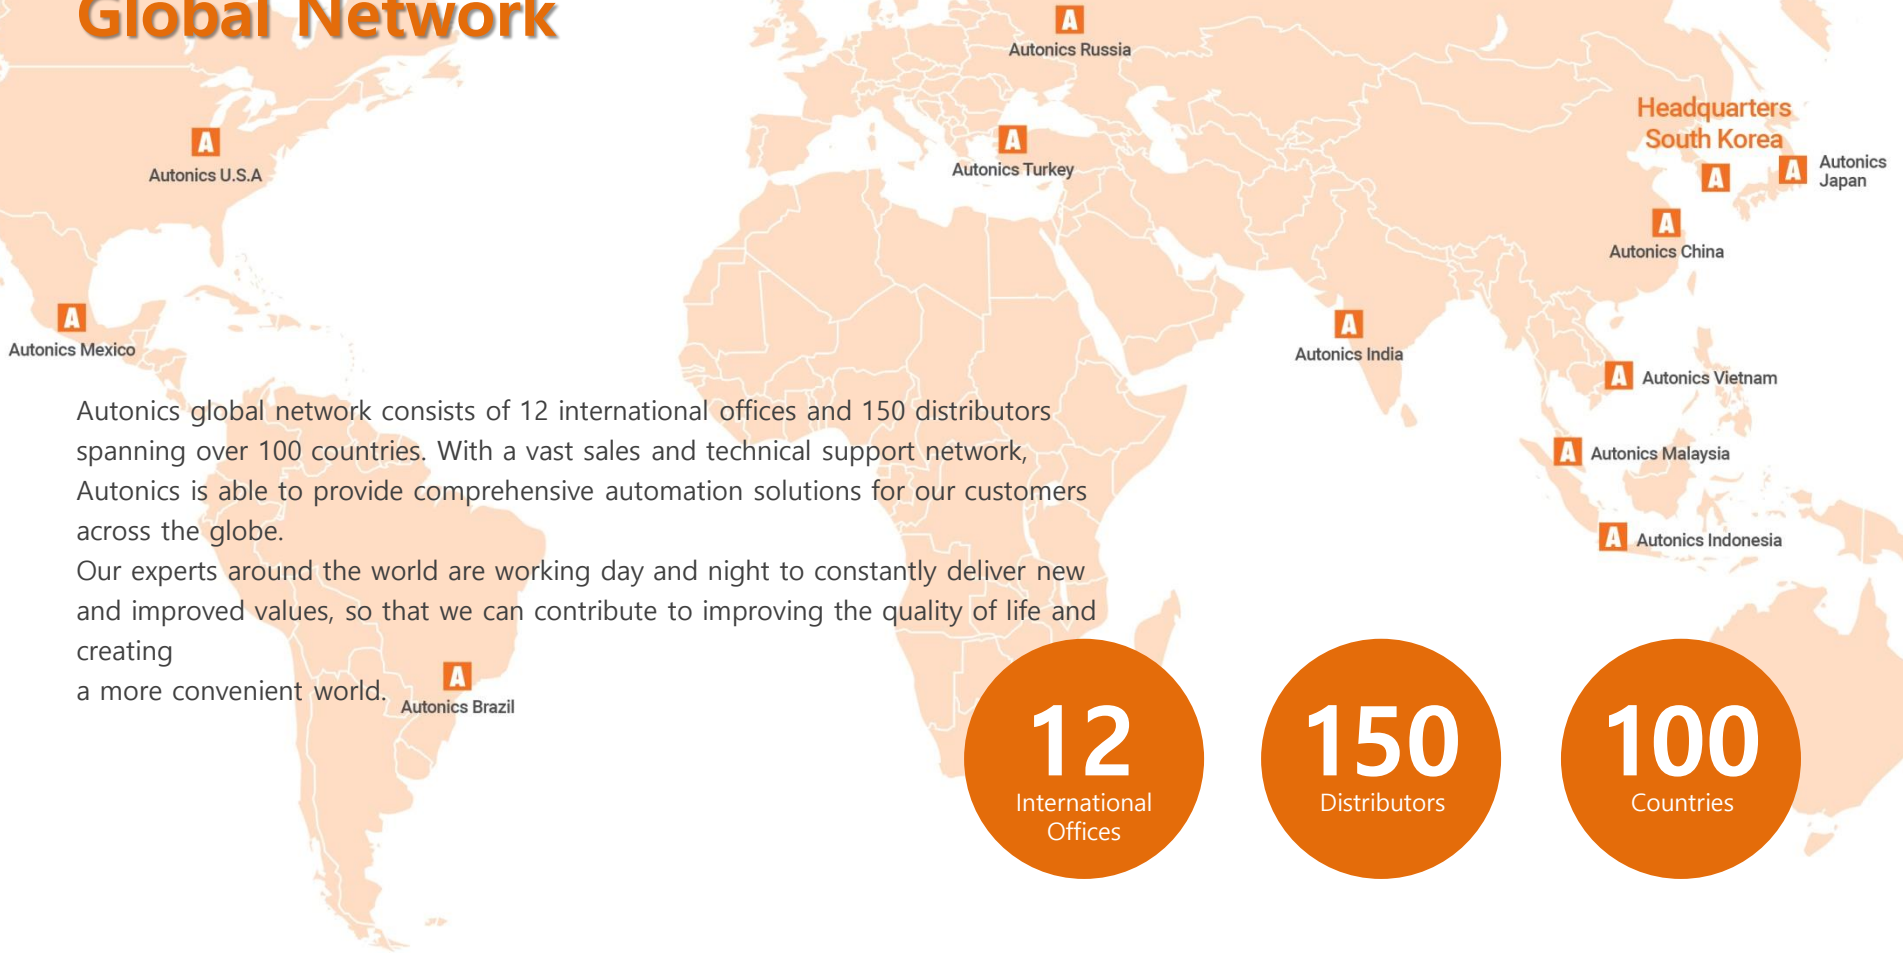 Global Network
Autonics Russia
Headquarters
South Korea
Autonics U.S.A
Autonics Turkey
Autonics
Japan
Autonics China
Autonics Mexico
Autonics India
Autonics Vietnam
Autonics Malaysia
Autonics Indonesia
Autonics global network consists of 12 international offices and 150 distributors
spanning over 100 countries. With a vast sales and technical support network,
Autonics is able to provide comprehensive automation solutions for our customers
across the globe.
Our experts around the world are working day and night to constantly deliver new
and improved values, so that we can contribute to improving the quality of life and
creating
a more convenient world.
Autonics Brazil
12
International
Offices
150
Distributors
100
Countries